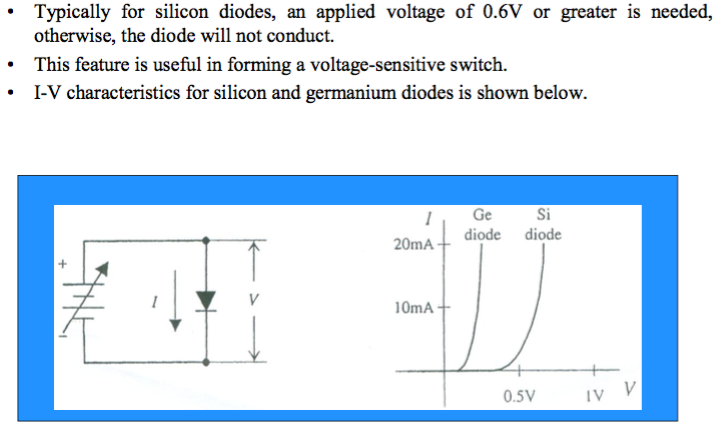 • Typically for silicon diodes, an applied voltage of 0.6V or greater is needed,
otherwise, the diode will not conduct.
• This feature is useful in forming a voltage-sensitive switch.
• I-V characteristics for silicon and germanium diodes is shown below.
+
I
V
-
I
Ge diode
Si diode
20mA
10mA
0.5V
1V
V